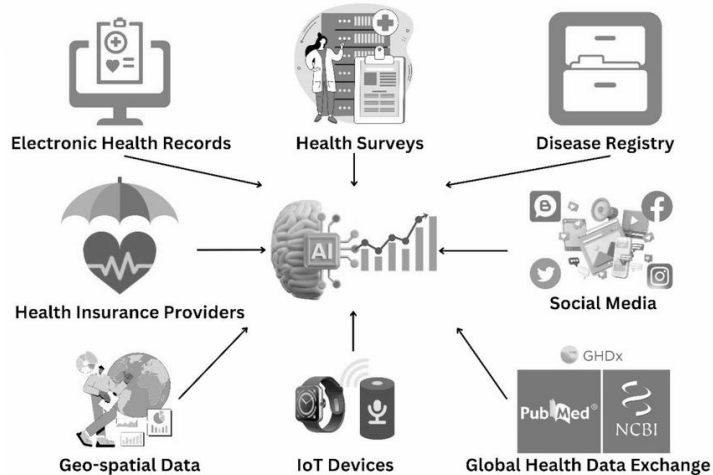 Electronic Health Records
Health Surveys
Disease Registry
Health Insurance Providers
AI
Social Media
GHDx
PubMed®
NCBI
Geo-spatial Data
IoT Devices
Global Health Data Exchange